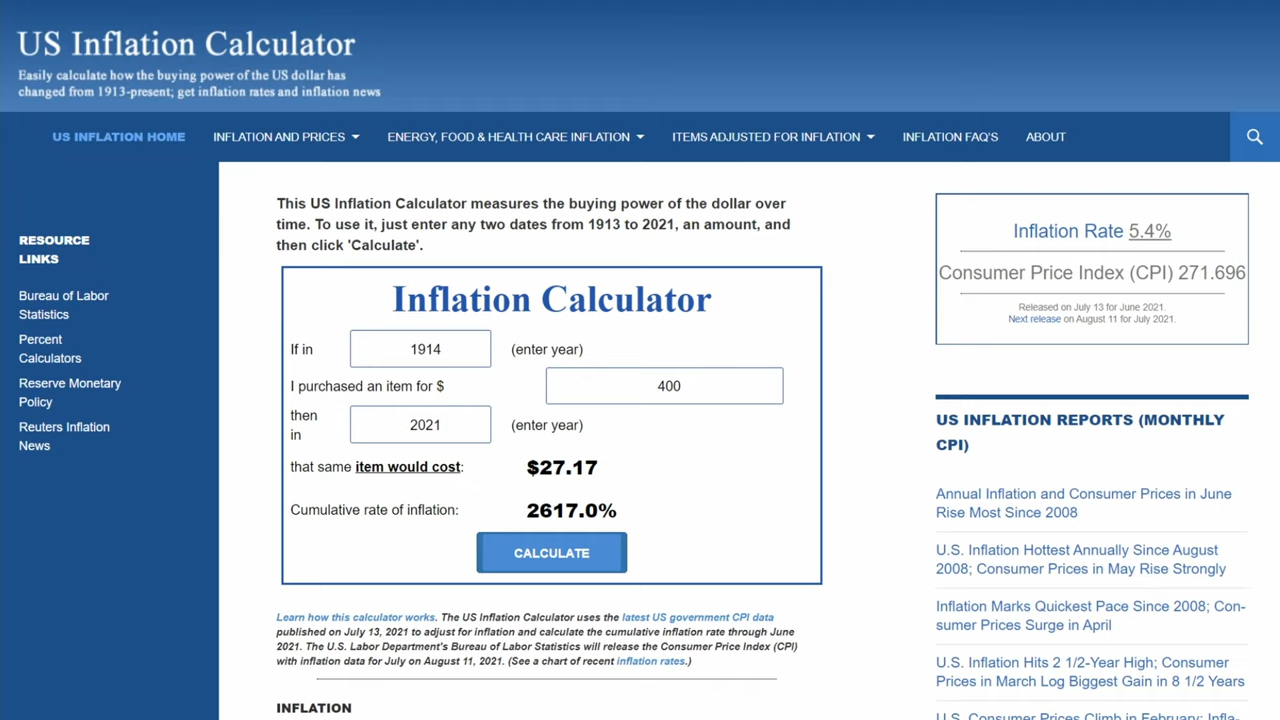 US Inflation Calculator
Easily calculate how the buying power of the US dollar has
changed from 1913-present; get inflation rates and inflation news
US INFLATION HOME INFLATION AND PRICES ENERGY, FOOD & HEALTH CARE INFLATION ITEMS ADJUSTED FOR INFLATION INFLATION FAQ'S ABOUT
RESOURCE
LINKS
Bureau of Labor
Statistics
Percent
Calculators
Reserve Monetary
Policy
Reuters Inflation
News
This US Inflation Calculator measures the buying power of the dollar over
time. To use it, just enter any two dates from 1913 to 2021, an amount, and
then click 'Calculate'.
Inflation Calculator
If in 1914 (enter year)
I purchased an item for $ 400
then
in 2021 (enter year)
that same item would cost: $27.17
Cumulative rate of inflation: 2617.0%
CALCULATE
Learn how this calculator works. The US Inflation Calculator uses the latest US government CPI data
published on July 13, 2021 to adjust for inflation and calculate the cumulative inflation rate through June
2021. The U.S. Labor Department's Bureau of Labor Statistics will release the Consumer Price Index (CPI)
with inflation data for July on August 11, 2021. (See a chart of recent inflation rates.)
INFLATION
Inflation Rate 5.4%
Consumer Price Index (CPI) 271.696
Released on July 13 for June 2021.
Next release on August 11 for July 2021.
US INFLATION REPORTS (MONTHLY
CPI)
Annual Inflation and Consumer Prices in June
Rise Most Since 2008
U.S. Inflation Hottest Annually Since August
2008; Consumer Prices in May Rise Strongly
Inflation Marks Quickest Pace Since 2008; Con-
sumer Prices Surge in April
U.S. Inflation Hits 2 1/2-Year High; Consumer
Prices in March Log Biggest Gain in 8 1/2 Years
U.S. Consumer Prices Climb in February; Infla-